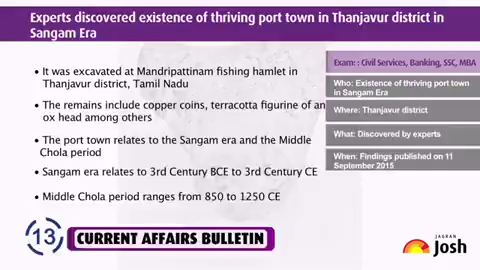 Experts discovered existence of thriving port town in Thanjavur district in
Sangam Era
• It was excavated at Mandripattinam fishing hamlet in
Thanjavur district, Tamil Nadu
• The remains include copper coins, terracotta figurine of an
ox head among others
• The port town relates to the Sangam era and the Middle
Chola period
• Sangam era relates to 3rd Century BCE to 3rd Century CE
• Middle Chola period ranges from 850 to 1250 CE
Exam: : Civil Services, Banking, SSC, MBA
Who: Existence of thriving port town
in Sangam Era
Where: Thanjavur district
What: Discovered by experts
When: Findings published on 11
September 2015
13
CURRENT AFFAIRS BULLETIN
JAGRAN
Josh